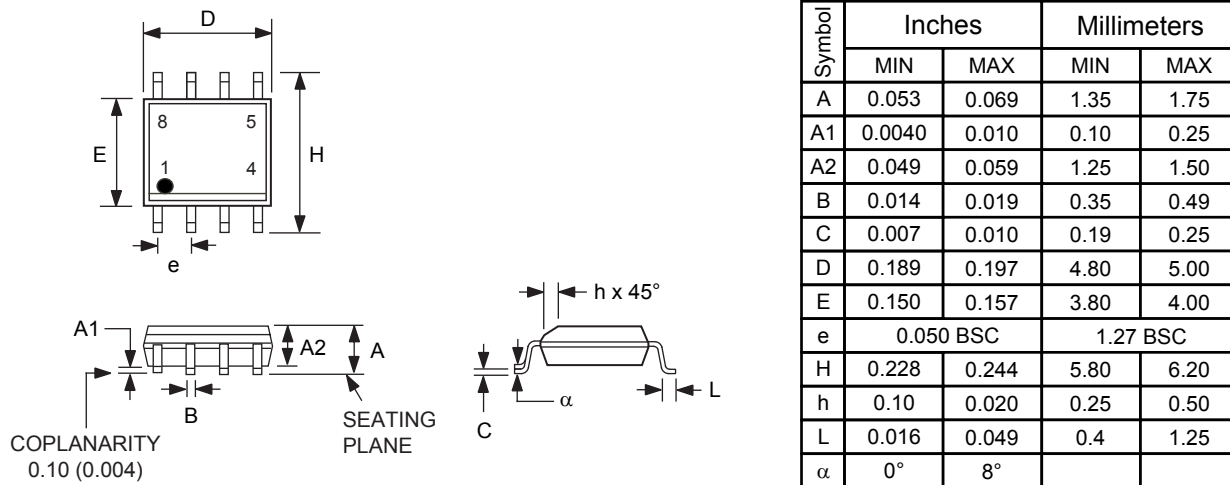 D
8 5
E H
1 4
e
h x 45°
A1 A2 A
B
α L
C
SEATING
PLANE
COPLANARITY
0.10 (0.004)
Symbol Inches Millimeters
MIN MAX MIN MAX
A 0.053 0.069 1.35 1.75
A1 0.0040 0.010 0.10 0.25
A2 0.049 0.059 1.25 1.50
B 0.014 0.019 0.35 0.49
C 0.007 0.010 0.19 0.25
D 0.189 0.197 4.80 5.00
E 0.150 0.157 3.80 4.00
e 0.050 BSC 1.27 BSC
H 0.228 0.244 5.80 6.20
h 0.10 0.020 0.25 0.50
L 0.016 0.049 0.4 1.25
α 0° 8°